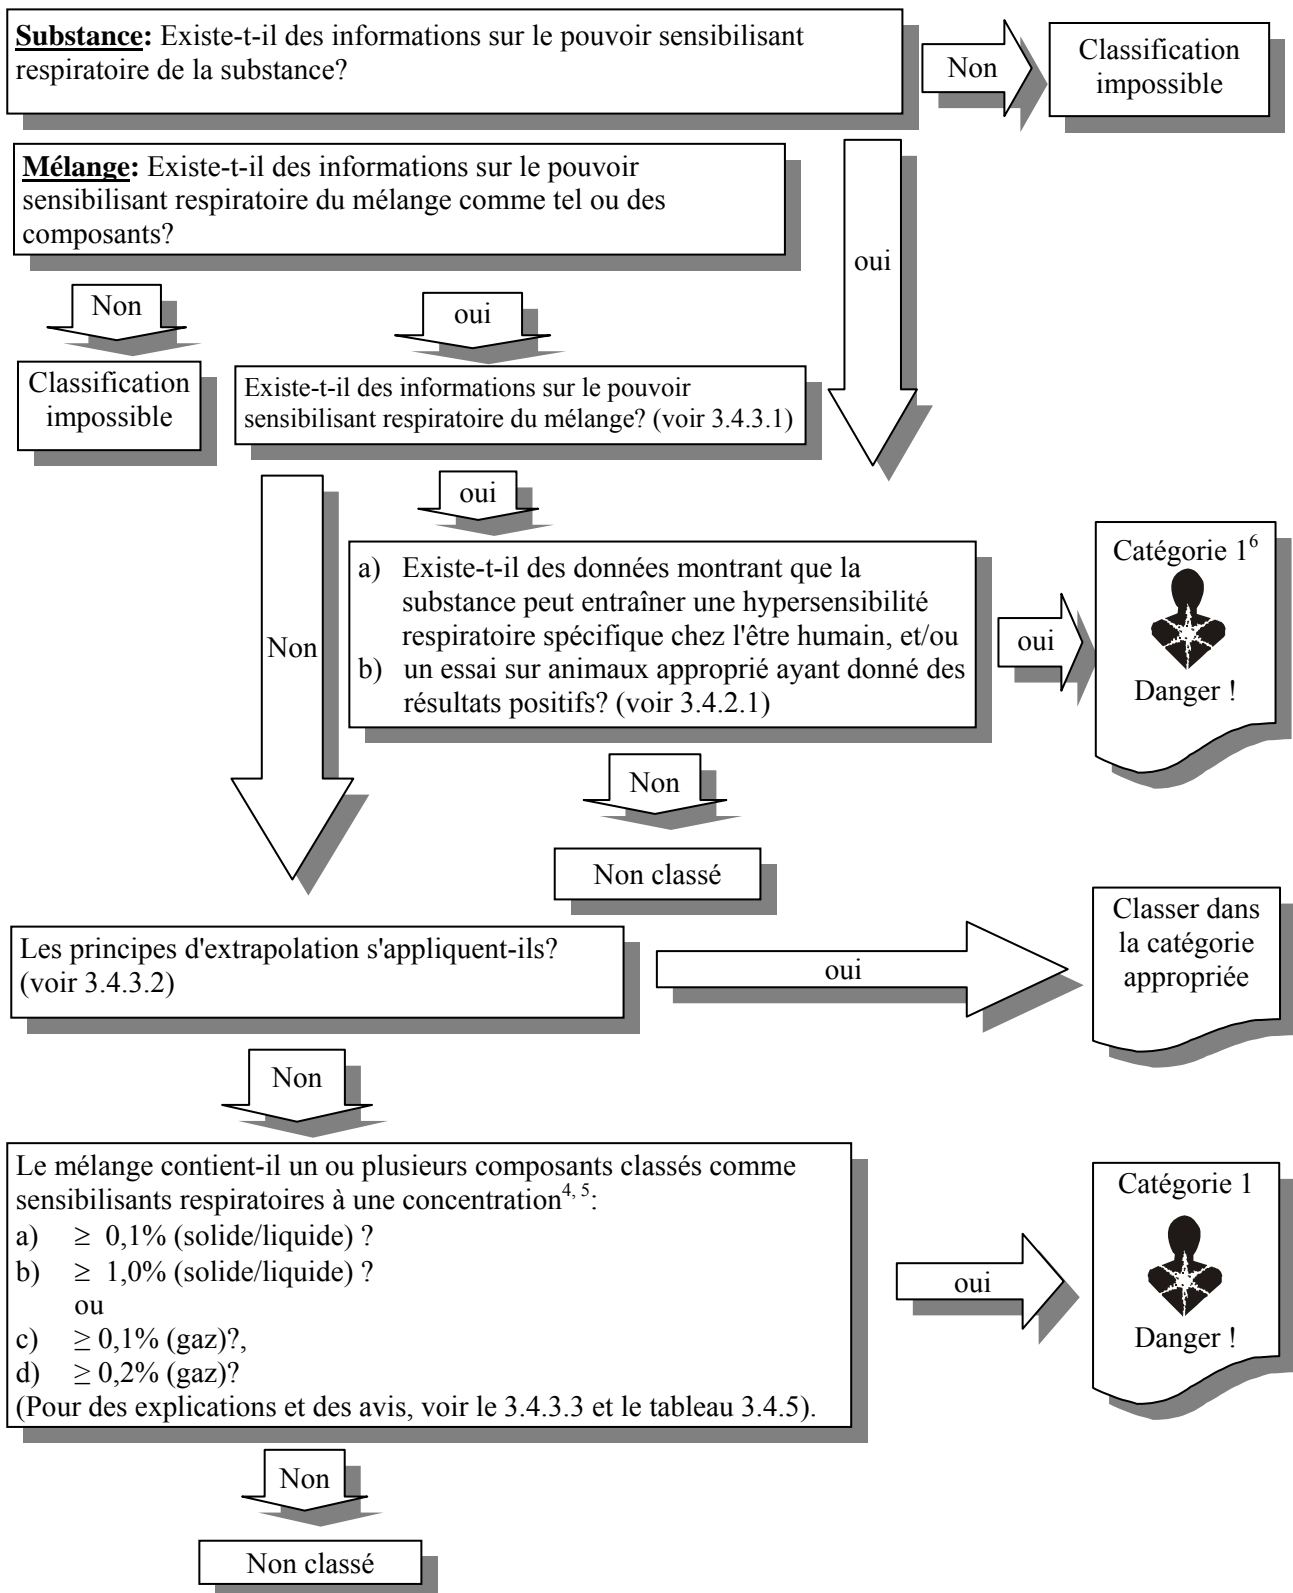 Substance: Existe-t-il des informations sur le pouvoir sensibilisant
respiratoire de la substance?
Non
Classification
impossible
Mélange: Existe-t-il des informations sur le pouvoir
sensibilisant respiratoire du mélange comme tel ou des
composants?
oui
Non
oui
Classification
impossible
Existe-t-il des informations sur le pouvoir
sensibilisant respiratoire du mélange? (voir 3.4.3.1)
Non
oui
a) Existe-t-il des données montrant que la
substance peut entraîner une hypersensibilité
respiratoire spécifique chez l'être humain, et/ou
b) un essai sur animaux approprié ayant donné des
résultats positifs? (voir 3.4.2.1)
oui
Catégorie 1⁶
Danger !
Non
Non classé
Les principes d'extrapolation s'appliquent-ils?
(voir 3.4.3.2)
oui
Classer dans
la catégorie
appropriée
Non
Le mélange contient-il un ou plusieurs composants classés comme
sensibilisants respiratoires à une concentration⁴, ⁵:
a) ≥ 0,1% (solide/liquide) ?
b) ≥ 1,0% (solide/liquide) ?
ou
c) ≥ 0,1% (gaz)?,
d) ≥ 0,2% (gaz)?
(Pour des explications et des avis, voir le 3.4.3.3 et le tableau 3.4.5).
oui
Catégorie 1
Danger !
Non
Non classé